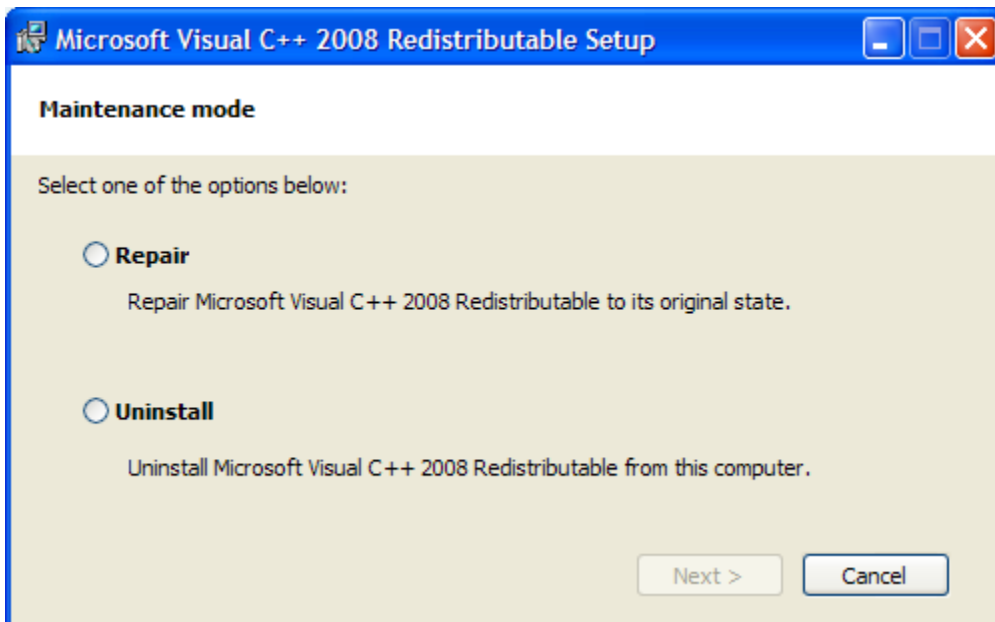 Microsoft Visual C++ 2008 Redistributable Setup
Maintenance mode
Select one of the options below:
Repair
Repair Microsoft Visual C++ 2008 Redistributable to its original state.
Uninstall
Uninstall Microsoft Visual C++ 2008 Redistributable from this computer.
Next > Cancel